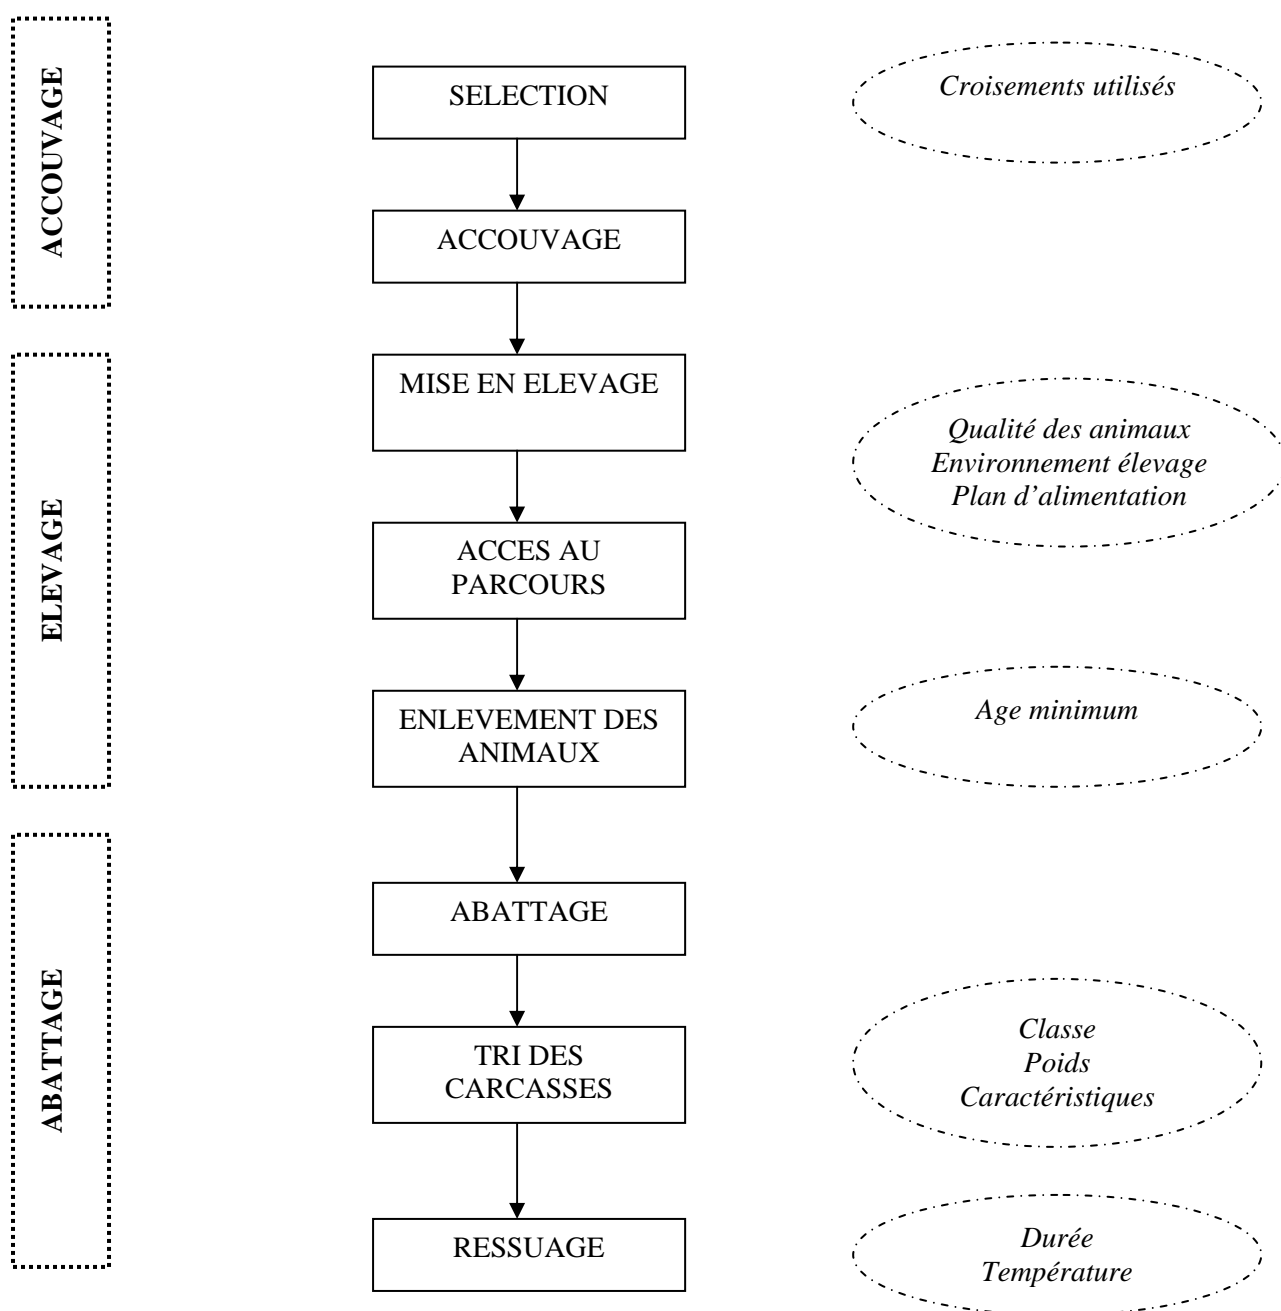 ACCOUVAGE
SELECTION
Croisements utilisés
ACCOUVAGE
ELEVAGE
MISE EN ELEVAGE
Qualité des animaux
Environnement élevage
Plan d’alimentation
ACCES AU
PARCOURS
ENLEVEMENT DES
ANIMAUX
Age minimum
ABATTAGE
ABATTAGE
TRI DES
CARCASSES
Classe
Poids
Caractéristiques
RESSUAGE
Durée
Température